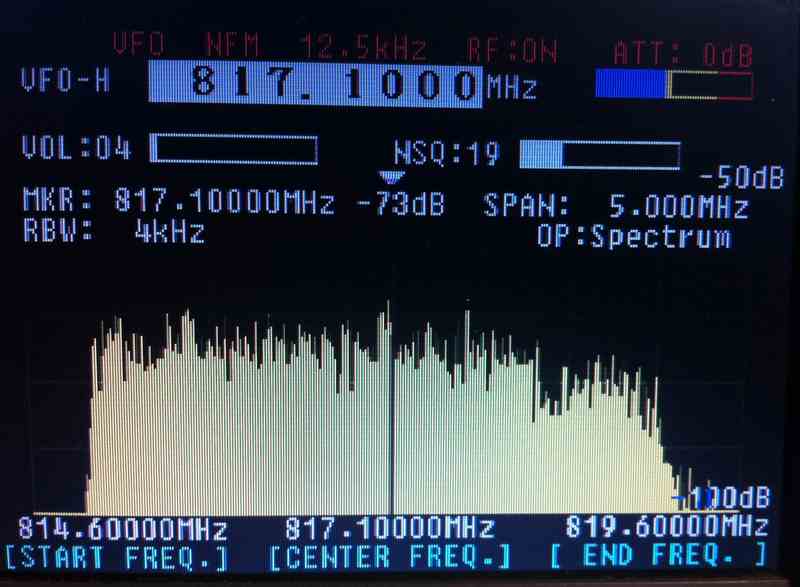 VFO NFM 12.5kHz RF:ON ATT: 0dB
VFO-H 817.1000MHz
VOL:04 NSQ:19
-50dB
MKR: 817.10000MHz -73dB SPAN: 5.000MHz
RBW: 4kHz OP:Spectrum
-100dB
814.60000MHz 817.10000MHz 819.60000MHz
[START FREQ.] [CENTER FREQ.] [ END FREQ. ]